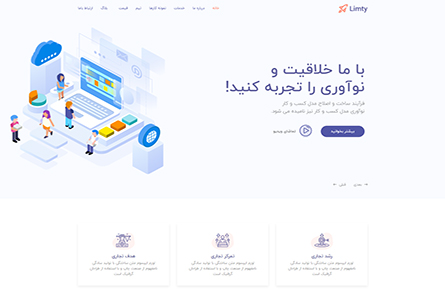 Limty
خانه درباره ما خدمات نمونه کارها تیم قیمت بلاگ ارتباط باما
با ما خلاقیت و
نوآوری را تجربه کنید!
فرآیند ساخت و اصلاح مدل کسب و کار
نوآوری مدل کسب و کار نیز نامیده می شود.
بیشتر بخوانید تماشای ویدیو
بعدی قبلی
رشد تجاری
لورم ایپسوم متن ساختگی با تولید سادگی
نامفهوم از صنعت چاپ و با استفاده از طراحان
گرافیک است.
تمرکز تجاری
لورم ایپسوم متن ساختگی با تولید سادگی
نامفهوم از صنعت چاپ و با استفاده از طراحان
گرافیک است.
هدف تجاری
لورم ایپسوم متن ساختگی با تولید سادگی
نامفهوم از صنعت چاپ و با استفاده از طراحان
گرافیک است.